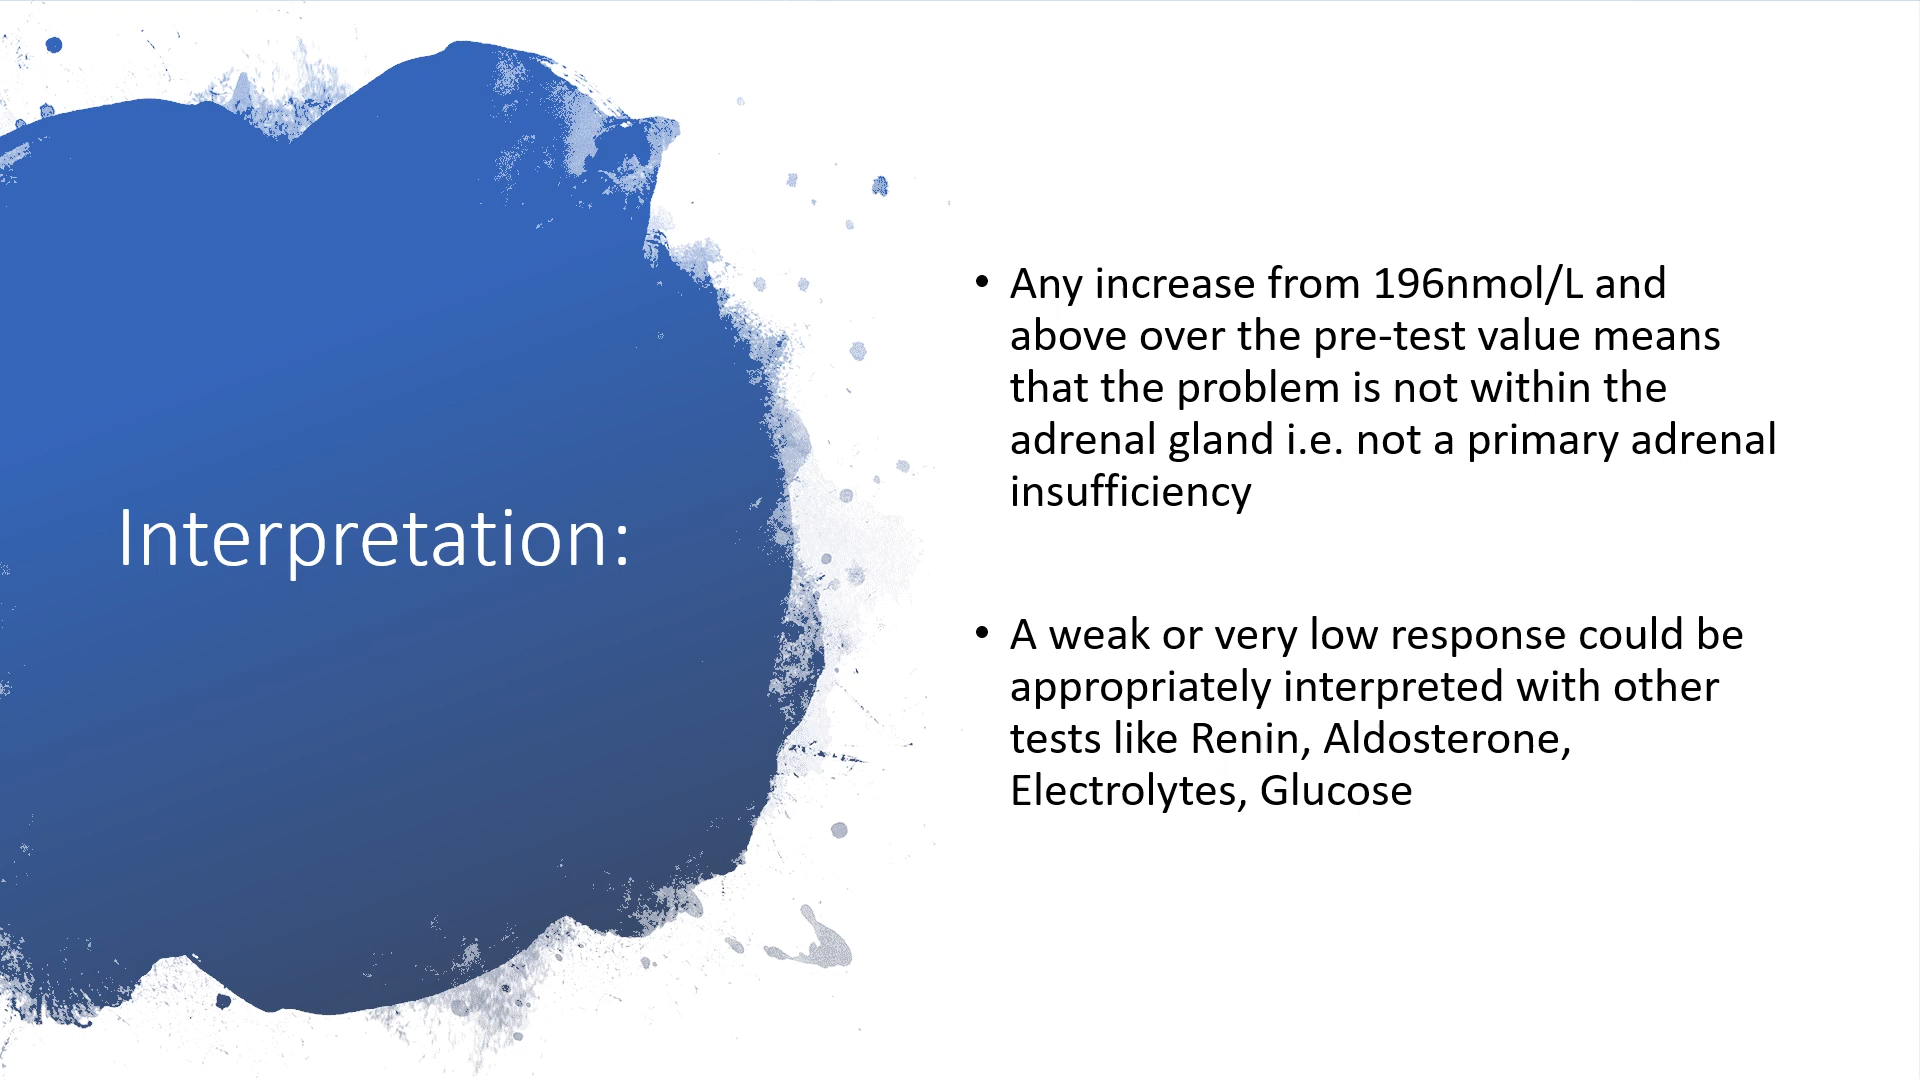 Interpretation:
• Any increase from 196nmol/L and
above over the pre-test value means
that the problem is not within the
adrenal gland i.e. not a primary adrenal
insufficiency
• A weak or very low response could be
appropriately interpreted with other
tests like Renin, Aldosterone,
Electrolytes, Glucose